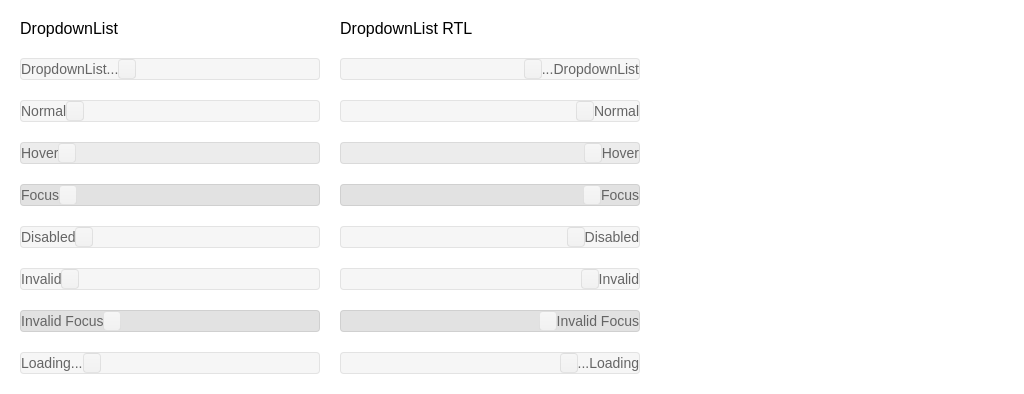 DropdownList
DropdownList RTL
DropdownList...
...DropdownList
Normal
Normal
Hover
Hover
Focus
Focus
Disabled
Disabled
Invalid
Invalid
Invalid Focus
Invalid Focus
Loading...
...Loading